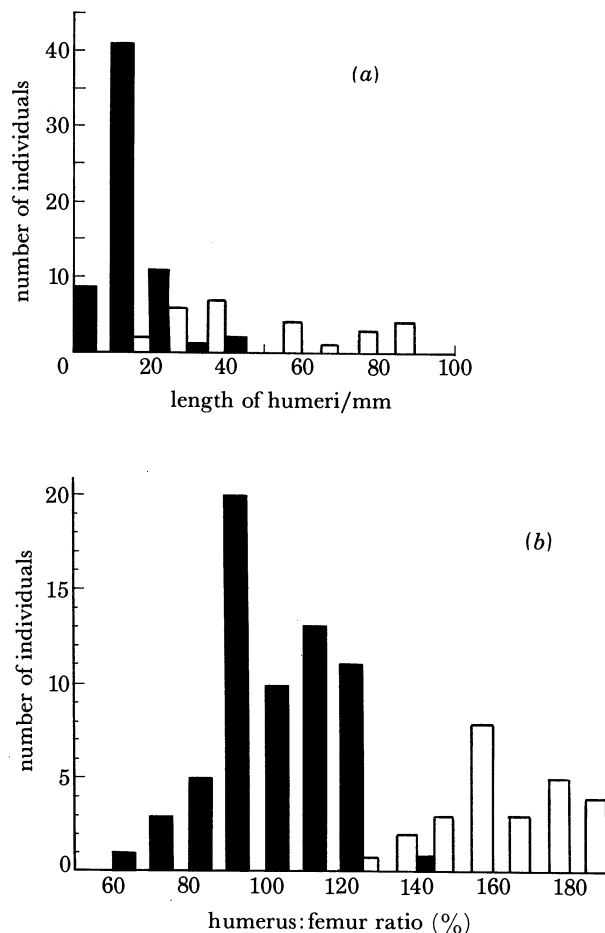 40
(a)
30
20
10
number of individuals
0 20 40 60 80 100
length of humeri/mm
20
(b)
15
10
5
0
number of individuals
60 80 100 120 140 160 180
humerus:femur ratio (%)